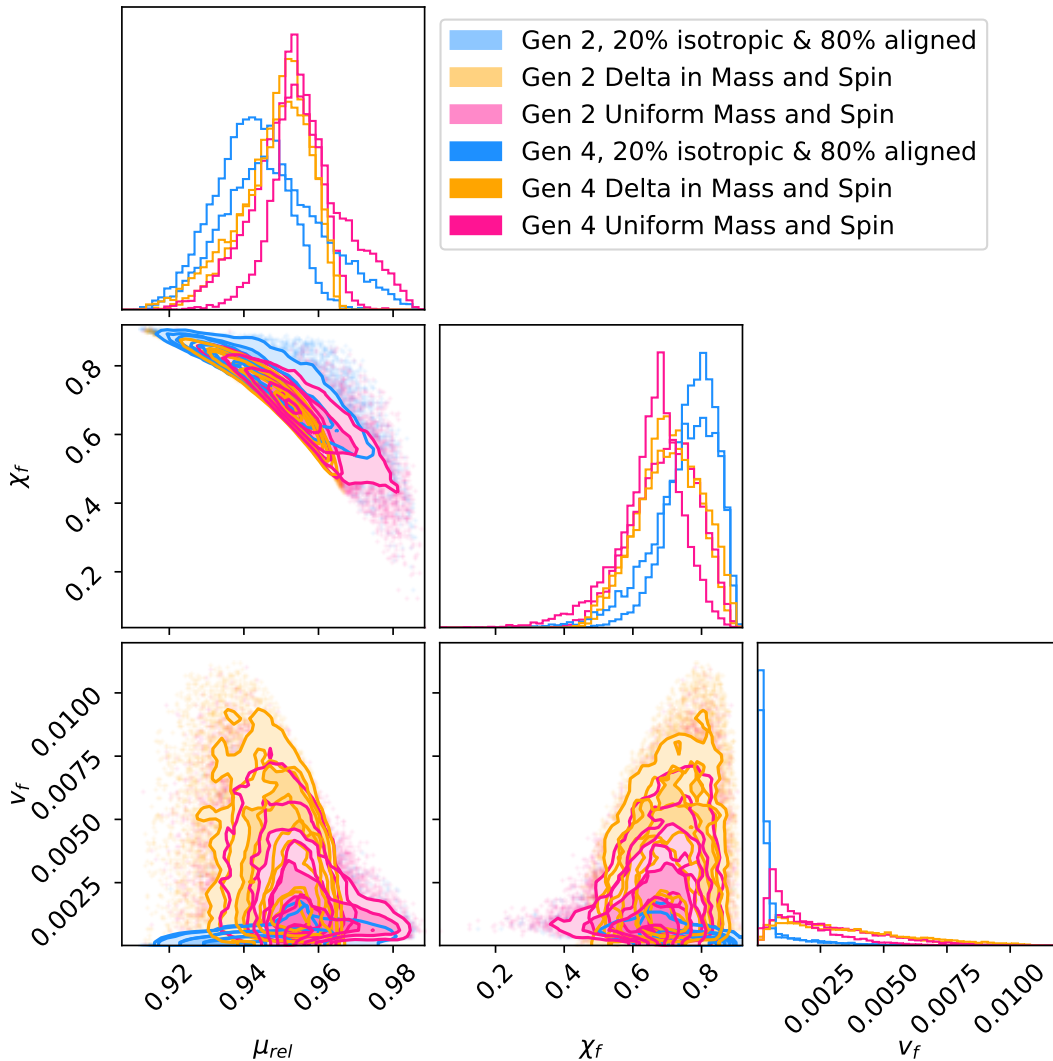 Gen 2, 20% isotropic & 80% aligned
Gen 2 Delta in Mass and Spin
Gen 2 Uniform Mass and Spin
Gen 4, 20% isotropic & 80% aligned
Gen 4 Delta in Mass and Spin
Gen 4 Uniform Mass and Spin
0.8
0.6
0.4
0.2
χf
0.0100
0.0075
0.0050
0.0025
vf
0.92 0.94 0.96 0.98
0.2 0.4 0.6 0.8
0.0025 0.0050 0.0075 0.0100
μrel χf vf